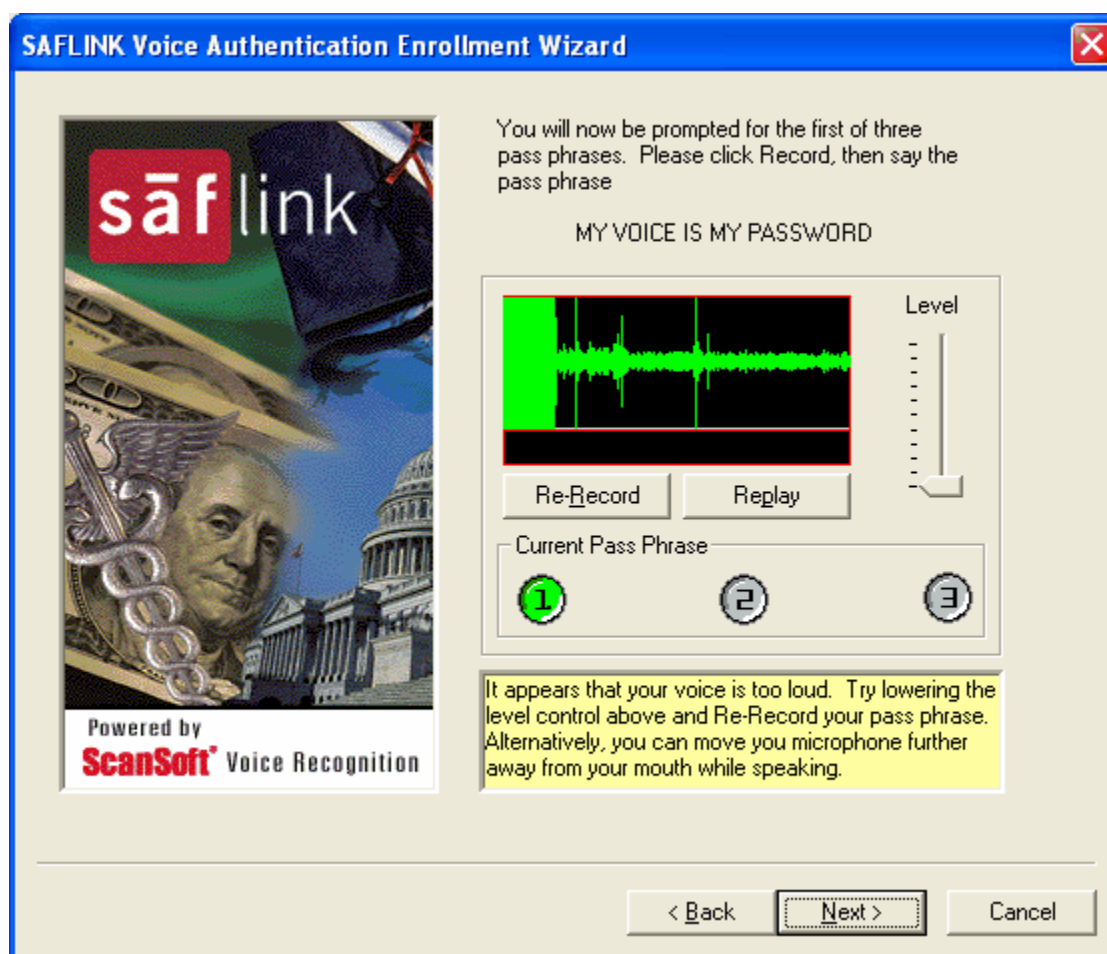 SAFLINK Voice Authentication Enrollment Wizard
sāflink
Powered by
ScanSoft* Voice Recognition
You will now be prompted for the first of three
pass phrases. Please click Record, then say the
pass phrase
MY VOICE IS MY PASSWORD
Level
Re-Record
Replay
Current Pass Phrase
1
2
3
It appears that your voice is too loud. Try lowering the
level control above and Re-Record your pass phrase.
Alternatively, you can move you microphone further
away from your mouth while speaking.
< Back
Next >
Cancel